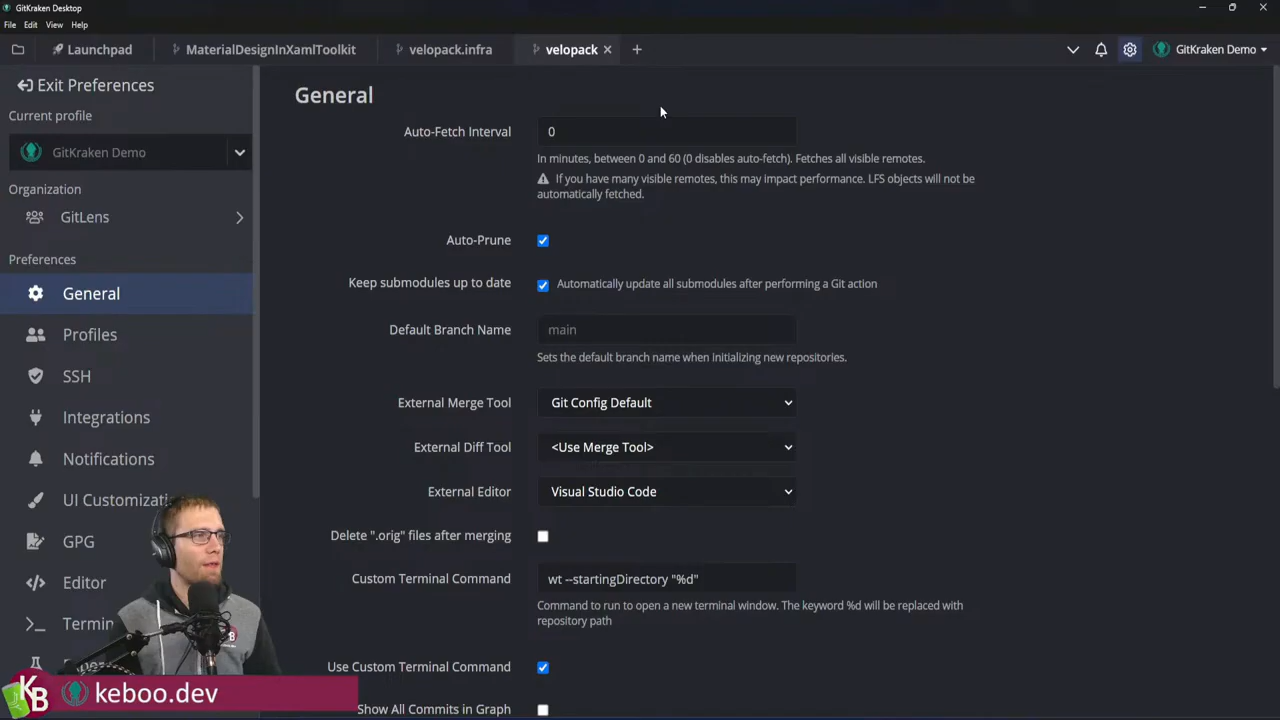 GitKraken Desktop
File Edit View Help
Launchpad
MaterialDesignInXamlToolkit
velopack.infra
velopack
GitKraken Demo
Exit Preferences
Current profile
GitKraken Demo
Organization
GitLens
Preferences
General
Profiles
SSH
Integrations
Notifications
UI Customizati
GPG
Editor
Termin
General
Auto-Fetch Interval
0
In minutes, between 0 and 60 (0 disables auto-fetch). Fetches all visible remotes.
If you have many visible remotes, this may impact performance. LFS objects will not be
automatically fetched.
Auto-Prune
Keep submodules up to date
Automatically update all submodules after performing a Git action
Default Branch Name
main
Sets the default branch name when initializing new repositories.
External Merge Tool
Git Config Default
External Diff Tool
<Use Merge Tool>
External Editor
Visual Studio Code
Delete ".orig" files after merging
Custom Terminal Command
wt --startingDirectory "%d"
Command to run to open a new terminal window. The keyword %d will be replaced with
repository path
Use Custom Terminal Command
Show All Commits in Graph
KB
keboo.dev